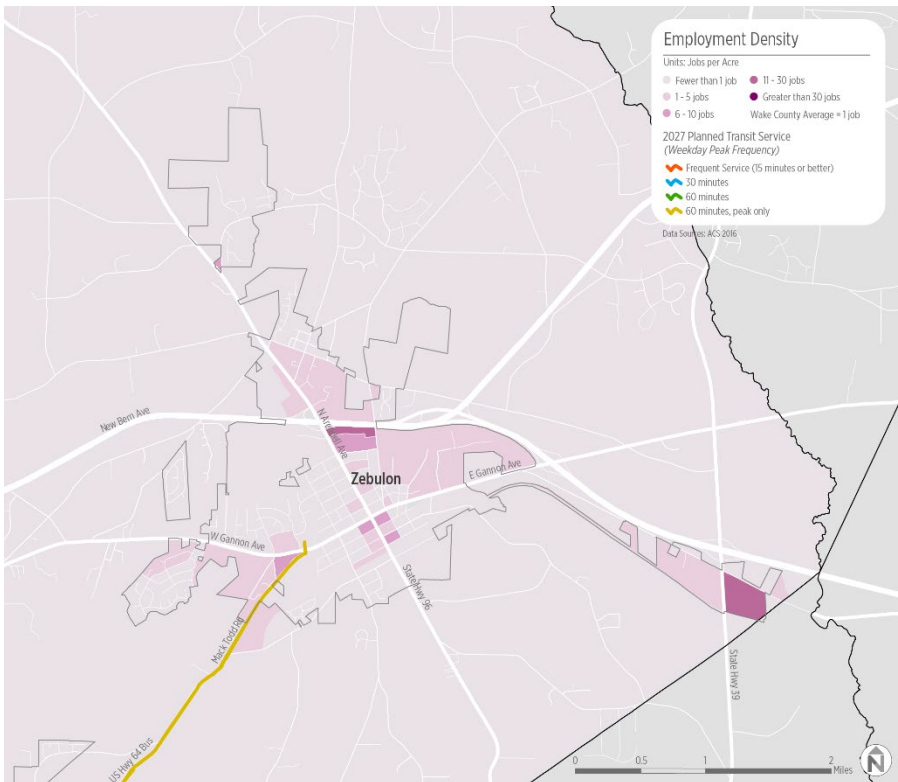 Employment Density
Units: Jobs per Acre
Fewer than 1 job
1 - 5 jobs
6 - 10 jobs
11 - 30 jobs
Greater than 30 jobs
Wake County Average = 1 job
2027 Planned Transit Service
(Weekday Peak Frequency)
Frequent Service (15 minutes or better)
30 minutes
60 minutes
60 minutes, peak only
Data Sources: ACS 2016
New Bern Ave
N Arendell Ave
Zebulon
E Gannon Ave
W Gannon Ave
State Hwy 96
Mack Todd Rd
State Hwy 39
US Hwy 64 Bus
0 0.5 1 2
Miles
N